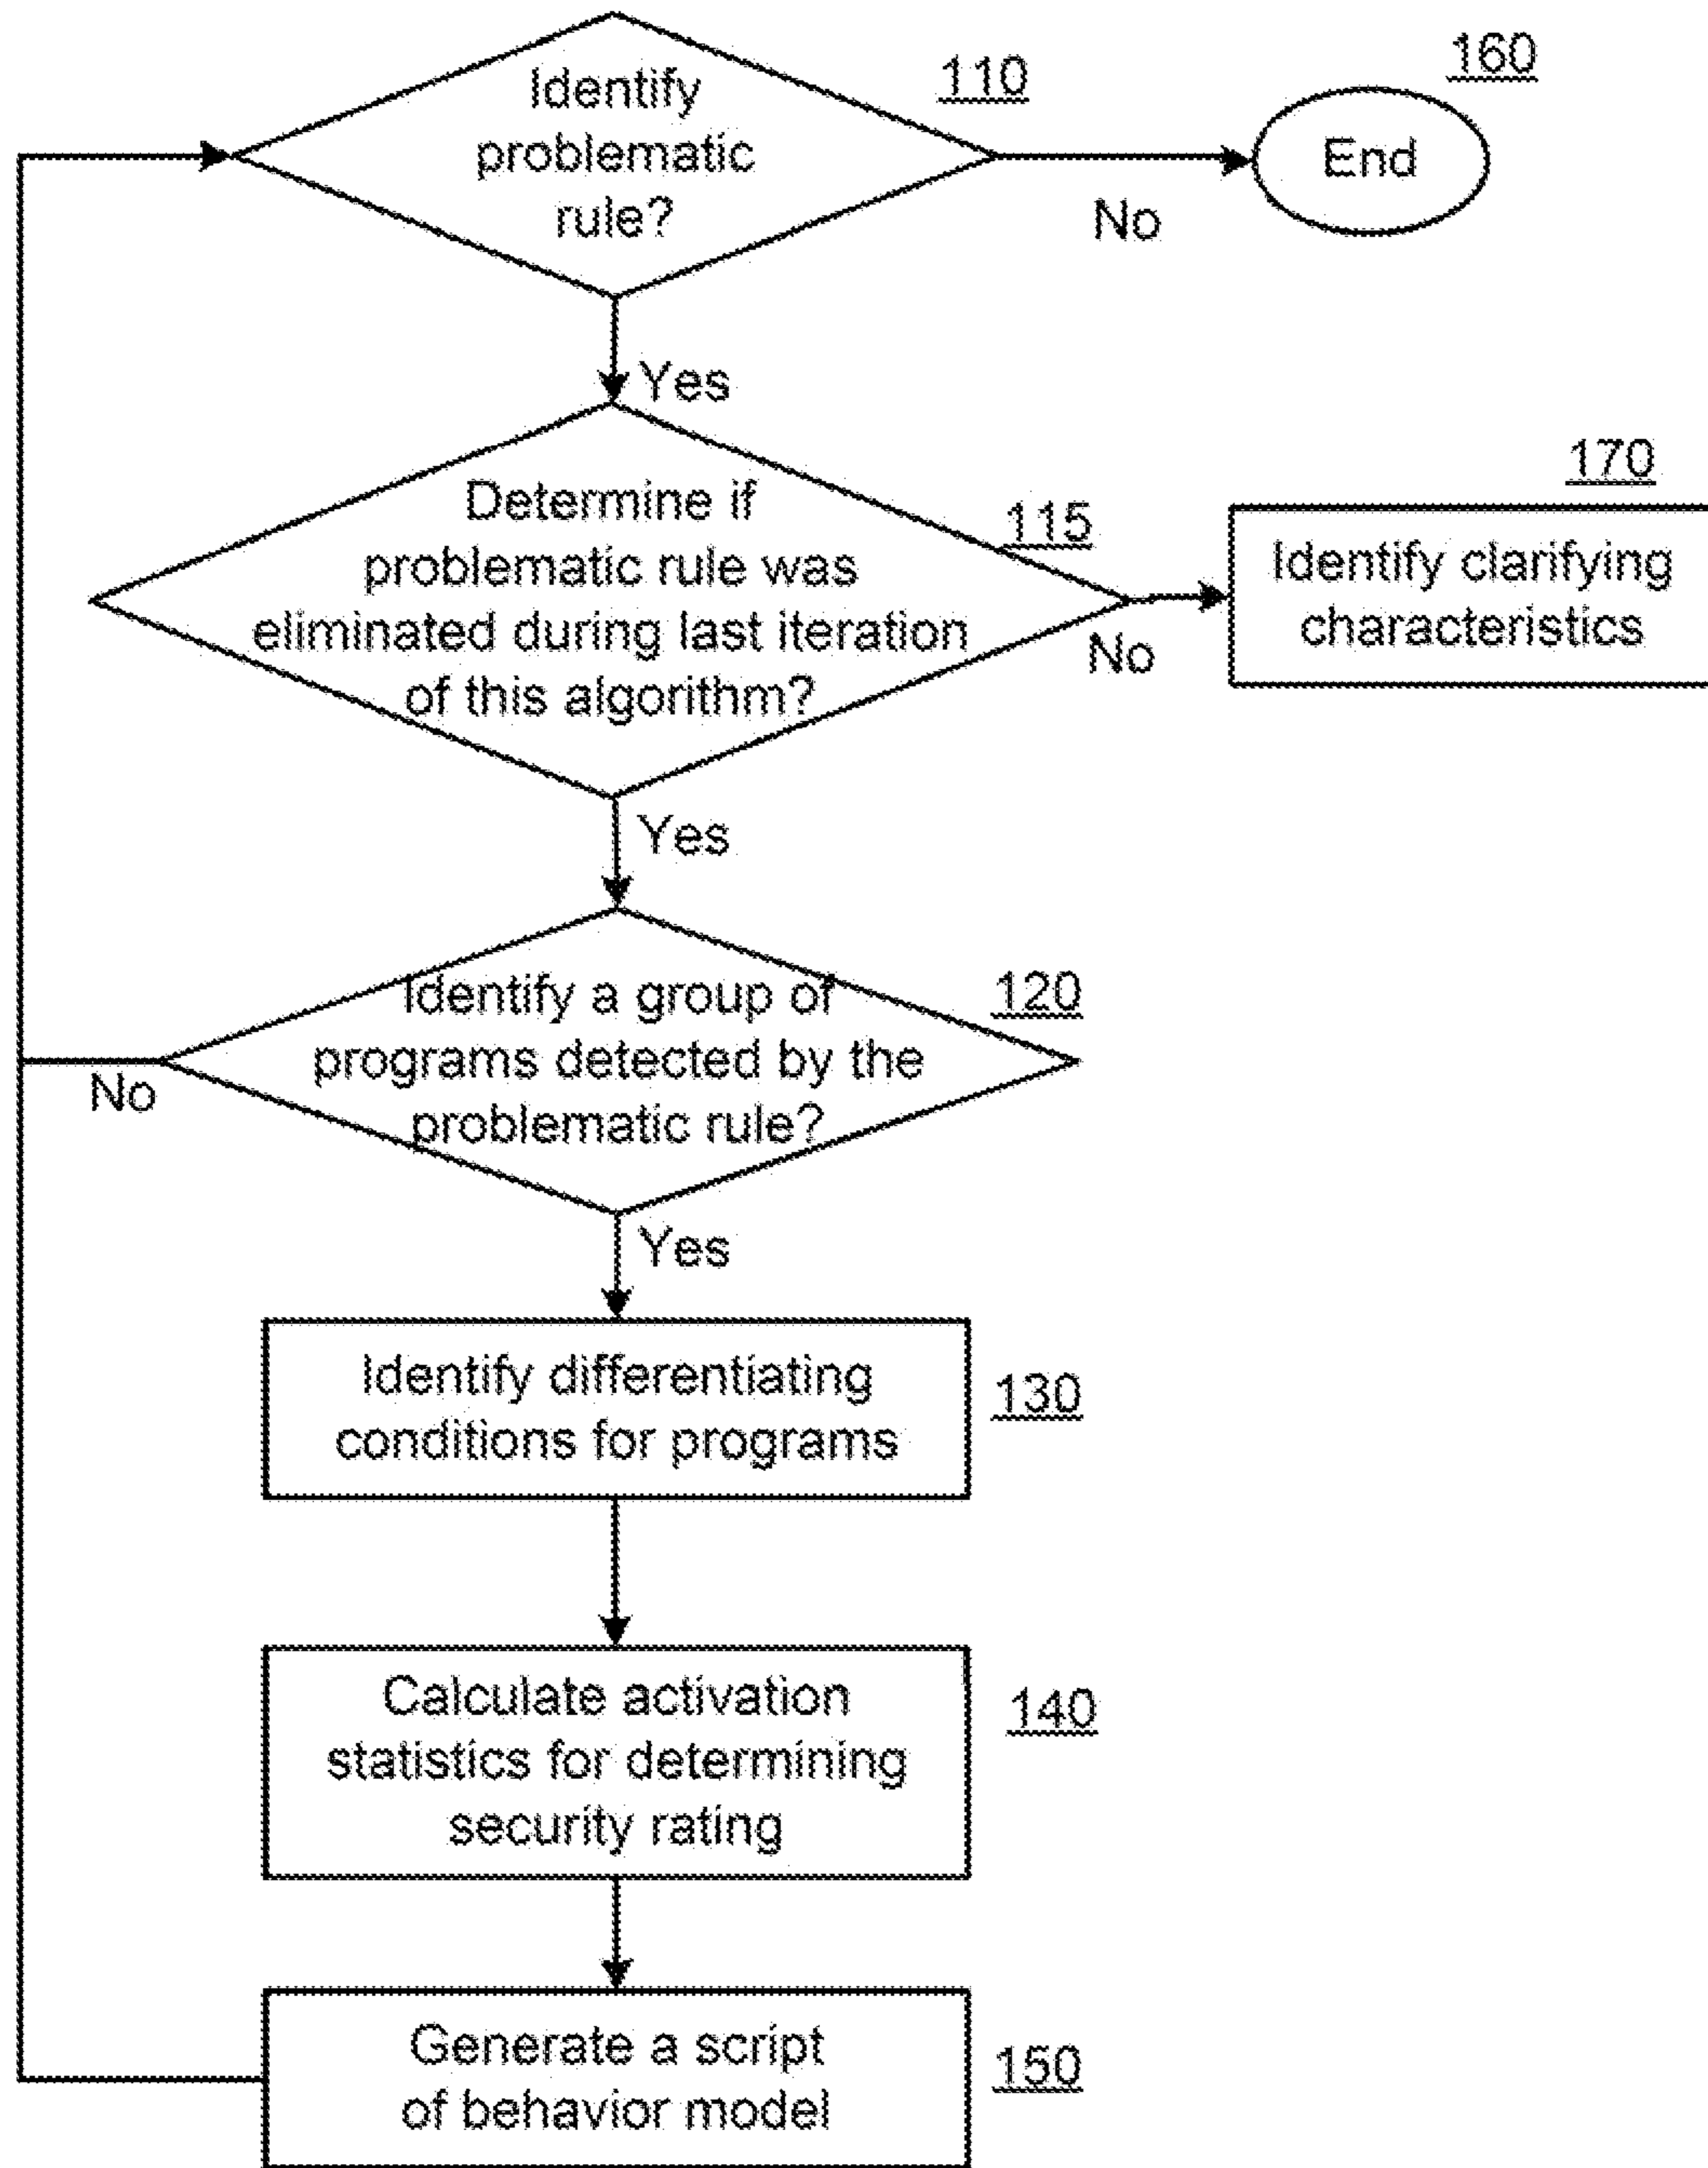 Identify
problematic
rule?
110
160
End
No
Yes
Determine if
problematic rule was
eliminated during last iteration
of this algorithm?
115
170
Identify clarifying
characteristics
No
Yes
Identify a group of
programs detected by the
problematic rule?
120
No
Yes
Identify differentiating
conditions for programs
130
Calculate activation
statistics for determining
security rating
140
Generate a script
of behavior model
150